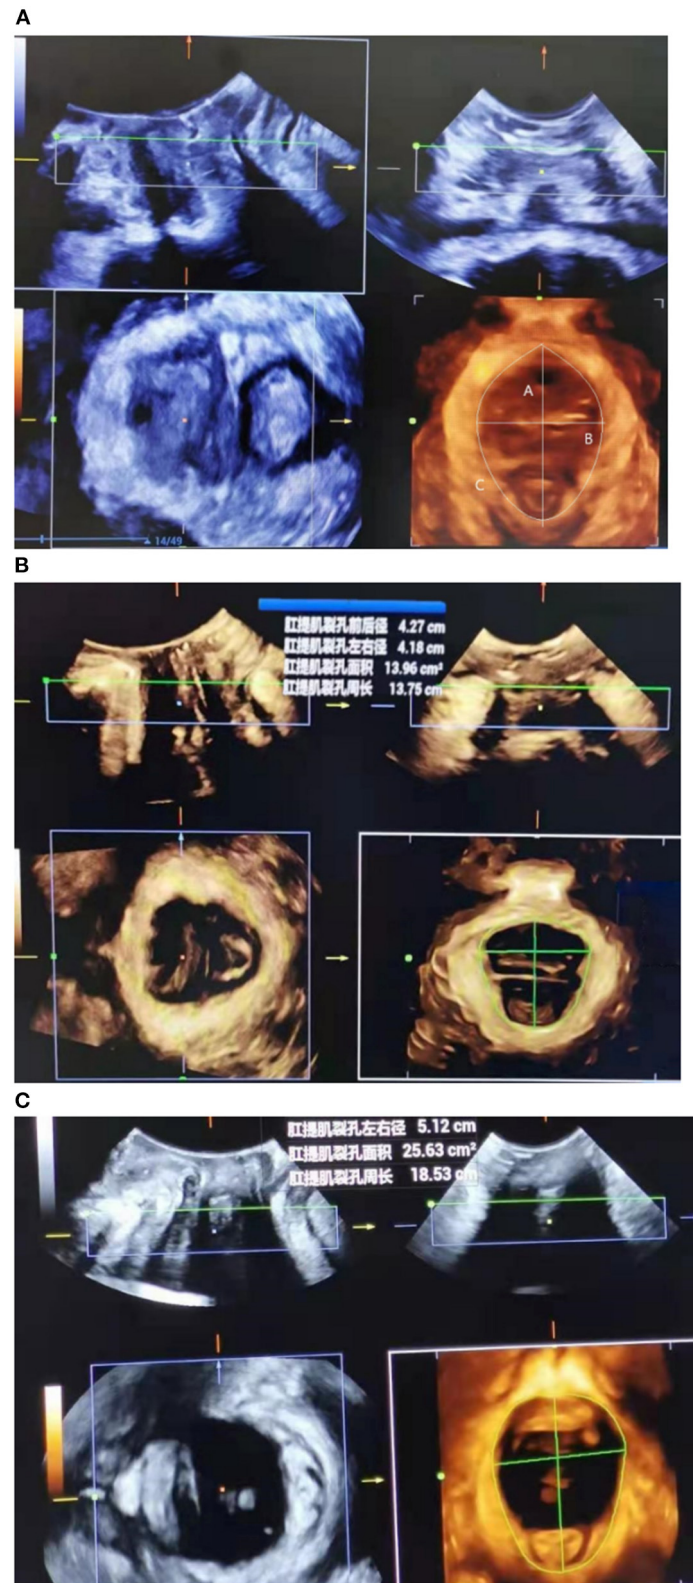 A
A
B
C
14/49
B
肛提肌裂孔前后径 4.27 cm
肛提肌裂孔左右径 4.18 cm
肛提肌裂孔面积 13.96 cm²
肛提肌裂孔周长 13.75 cm
C
肛提肌裂孔左右径 5.12 cm
肛提肌裂孔面积 25.63 cm²
肛提肌裂孔周长 18.53 cm